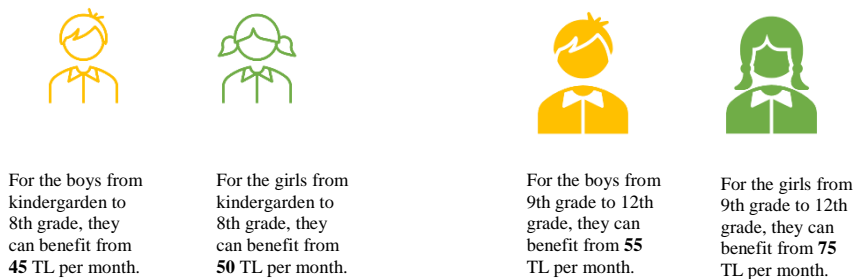 For the boys from
kindergarden to
8th grade, they
can benefit from
45 TL per month.
For the girls from
kindergarden to
8th grade, they
can benefit from
50 TL per month.
For the boys from
9th grade to 12th
grade, they can
benefit from 55
TL per month.
For the girls from
9th grade to 12th
grade, they can
benefit from 75
TL per month.